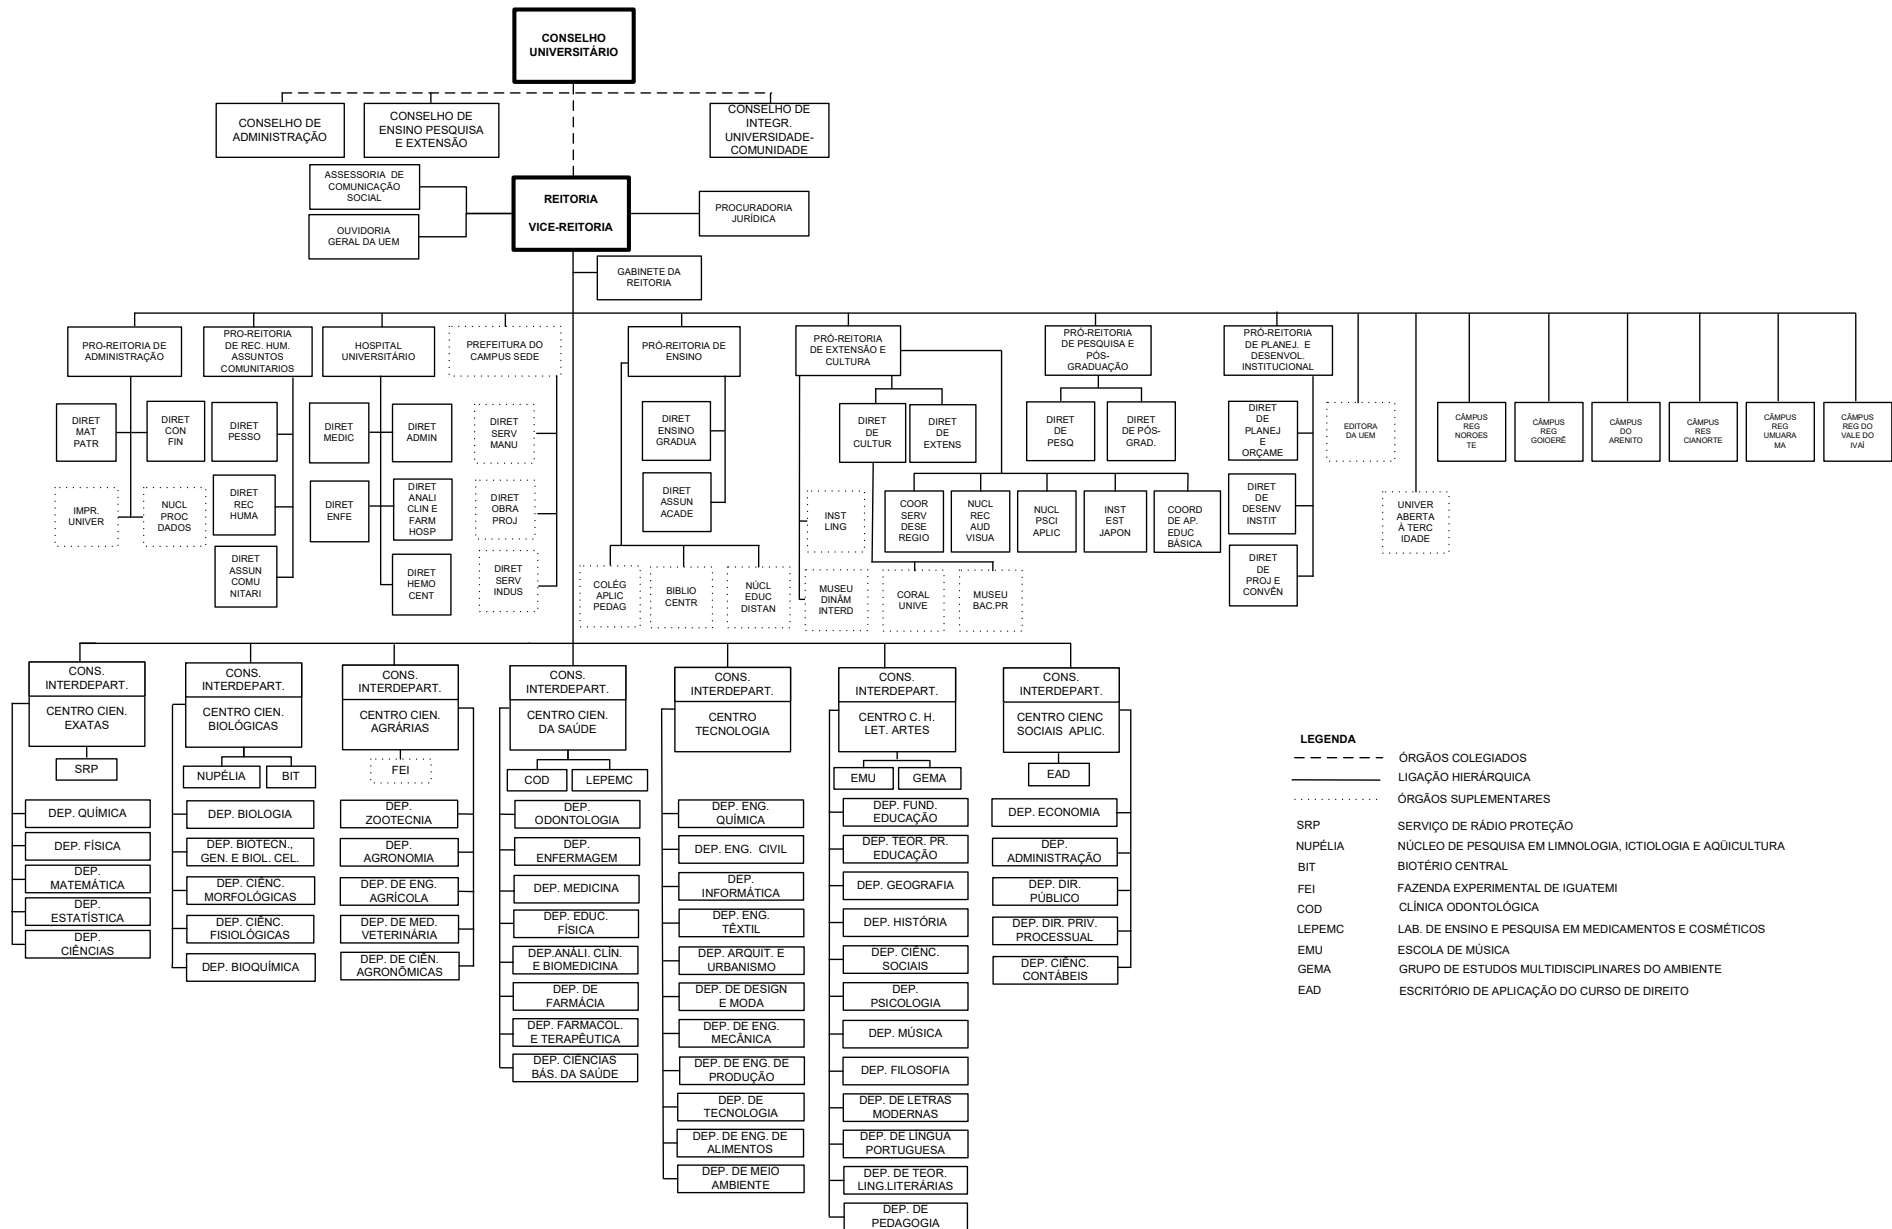 CONSELHO
UNIVERSITÁRIO
CONSELHO DE
ADMINISTRAÇÃO
CONSELHO DE
ENSINO PESQUISA
E EXTENSÃO
CONSELHO DE
INTEGR.
UNIVERSIDADE-
COMUNIDADE
ASSESSORIA DE
COMUNICAÇÃO
SOCIAL
OUVIDORIA
GERAL DA UEM
REITORIA
VICE-REITORIA
PROCURADORIA
JURÍDICA
GABINETE DA
REITORIA
PRO-REITORIA DE
ADMINISTRAÇÃO
PRO-REITORIA
DE REC. HUM.
ASSUNTOS
COMUNITARIOS
HOSPITAL
UNIVERSITÁRIO
PREFEITURA DO
CAMPUS SEDE
PRÓ-REITORIA DE
ENSINO
PRÓ-REITORIA
DE EXTENSÃO E
CULTURA
PRÓ-REITORIA
DE PESQUISA E
PÓS-
GRADUAÇÃO
PRÓ-REITORIA
DE PLANEJ. E
DESENVOL.
INSTITUCIONAL
DIRET
MAT
PATR
DIRET
CON
FIN
DIRET
PESSO
DIRET
MEDIC
DIRET
ADMIN
DIRET
SERV
MANU
DIRET
ENSINO
GRADUA
DIRET
DE
CULTUR
DIRET
DE
EXTENS
DIRET
DE
PESQ
DIRET
DE PÓS-
GRAD.
DIRET
DE
PLANEJ
E
ORÇAME
EDITORA
DA UEM
CÂMPUS
REG
NOROES
TE
CÂMPUS
REG
GOIOERÊ
CÂMPUS
DO
ARENITO
CÂMPUS
RES
CIANORTE
CÂMPUS
REG
UMUARA
MA
CÂMPUS
REG DO
VALE DO
IVAÍ
IMPR.
UNIVER
NUCL
PROC
DADOS
DIRET
REC
HUMA
DIRET
ENFE
DIRET
ANALI
CLIN E
FARM
HOSP
DIRET
OBRA
PROJ
DIRET
ASSUN
ACADE
INST
LING
COOR
SERV
DESE
REGIO
NUCL
REC
AUD
VISUA
NUCL
PSCI
APLIC
INST
EST
JAPON
COORD
DE AP.
EDUC
BÁSICA
DIRET
DE
DESENV
INSTIT
UNIVER
ABERTA
À TERC
IDADE
DIRET
ASSUN
COMU
NITARI
DIRET
HEMO
CENT
DIRET
SERV
INDUS
COLÉG
APLIC
PEDAG
BIBLIO
CENTR
NÚCL
EDUC
DISTAN
MUSEU
DINÂM
INTERD
CORAL
UNIVE
MUSEU
BAC.PR
DIRET
DE
PROJ E
CONVÊN
CONS.
INTERDEPART.
CENTRO CIEN.
EXATAS
SRP
DEP. QUÍMICA
DEP. FÍSICA
DEP.
MATEMÁTICA
DEP.
ESTATÍSTICA
DEP.
CIÊNCIAS
CONS.
INTERDEPART.
CENTRO CIEN.
BIOLÓGICAS
NUPÉLIA
BIT
DEP. BIOLOGIA
DEP. BIOTECN.,
GEN. E BIOL. CEL.
DEP. CIÊNC.
MORFOLÓGICAS
DEP. CIÊNC.
FISIOLÓGICAS
DEP. BIOQUÍMICA
CONS.
INTERDEPART.
CENTRO CIEN.
AGRÁRIAS
FEI
DEP.
ZOOTECNIA
DEP.
AGRONOMIA
DEP. DE ENG.
AGRÍCOLA
DEP. DE MED.
VETERINÁRIA
DEP. DE CIÊN.
AGRONÔMICAS
CONS.
INTERDEPART.
CENTRO CIEN.
DA SAÚDE
COD
LEPEMC
DEP.
ODONTOLOGIA
DEP.
ENFERMAGEM
DEP. MEDICINA
DEP. EDUC.
FÍSICA
DEP.ANÁLI. CLÍN.
E BIOMEDICINA
DEP. DE
FARMÁCIA
DEP. FARMACOL.
E TERAPÊUTICA
DEP. CIÊNCIAS
BÁS. DA SAÚDE
CONS.
INTERDEPART.
CENTRO
TECNOLOGIA
DEP. ENG.
QUÍMICA
DEP. ENG. CIVIL
DEP.
INFORMÁTICA
DEP. ENG.
TÊXTIL
DEP. ARQUIT. E
URBANISMO
DEP. DE DESIGN
E MODA
DEP. DE ENG.
MECÂNICA
DEP. DE ENG. DE
PRODUÇÃO
DEP. DE
TECNOLOGIA
DEP. DE ENG. DE
ALIMENTOS
DEP. DE MEIO
AMBIENTE
CONS.
INTERDEPART.
CENTRO C. H.
LET. ARTES
EMU
GEMA
DEP. FUND.
EDUCAÇÃO
DEP. TEOR. PR.
EDUCAÇÃO
DEP. GEOGRAFIA
DEP. HISTÓRIA
DEP. CIÊNC.
SOCIAIS
DEP.
PSICOLOGIA
DEP. MÚSICA
DEP. FILOSOFIA
DEP. DE LETRAS
MODERNAS
DEP. DE LÍNGUA
PORTUGUESA
DEP. DE TEOR.
LING.LITERÁRIAS
DEP. DE
PEDAGOGIA
CONS.
INTERDEPART.
CENTRO CIENC
SOCIAIS APLIC.
EAD
DEP. ECONOMIA
DEP.
ADMINISTRAÇÃO
DEP. DIR.
PÚBLICO
DEP. DIR. PRIV.
PROCESSUAL
DEP. CIÊNC.
CONTÁBEIS
LEGENDA
ÓRGÃOS COLEGIADOS
LIGAÇÃO HIERÁRQUICA
ÓRGÃOS SUPLEMENTARES
SRP SERVIÇO DE RÁDIO PROTEÇÃO
NUPÉLIA NÚCLEO DE PESQUISA EM LIMNOLOGIA, ICTIOLOGIA E AQÜICULTURA
BIT BIOTÉRIO CENTRAL
FEI FAZENDA EXPERIMENTAL DE IGUATEMI
COD CLÍNICA ODONTOLÓGICA
LEPEMC LAB. DE ENSINO E PESQUISA EM MEDICAMENTOS E COSMÉTICOS
EMU ESCOLA DE MÚSICA
GEMA GRUPO DE ESTUDOS MULTIDISCIPLINARES DO AMBIENTE
EAD ESCRITÓRIO DE APLICAÇÃO DO CURSO DE DIREITO